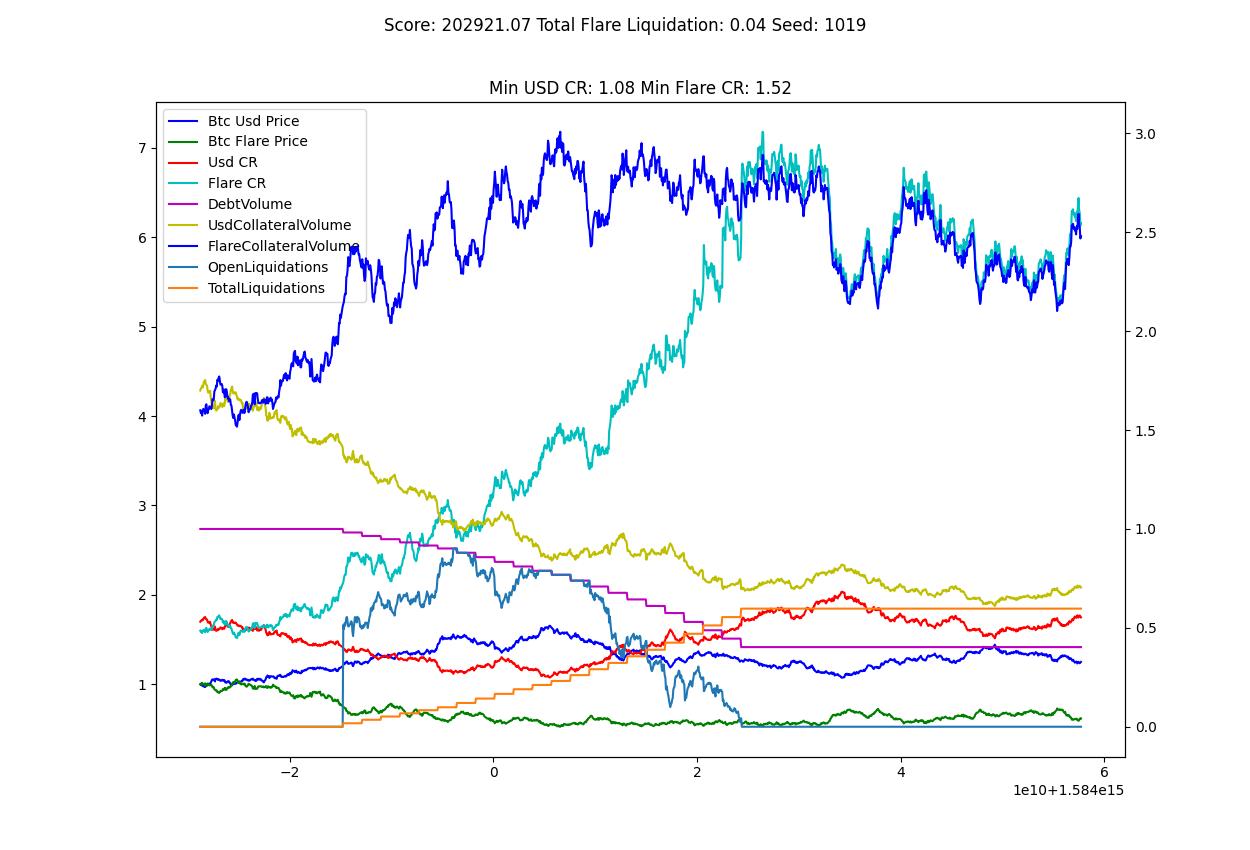 Score: 202921.07 Total Flare Liquidation: 0.04 Seed: 1019
Min USD CR: 1.08 Min Flare CR: 1.52
Btc Usd Price
Btc Flare Price
Usd CR
Flare CR
DebtVolume
UsdCollateralVolume
FlareCollateralVolume
OpenLiquidations
TotalLiquidations
7
6
5
4
3
2
1
3.0
2.5
2.0
1.5
1.0
0.5
0.0
−2
0
2
4
6
1e10+1.584e15